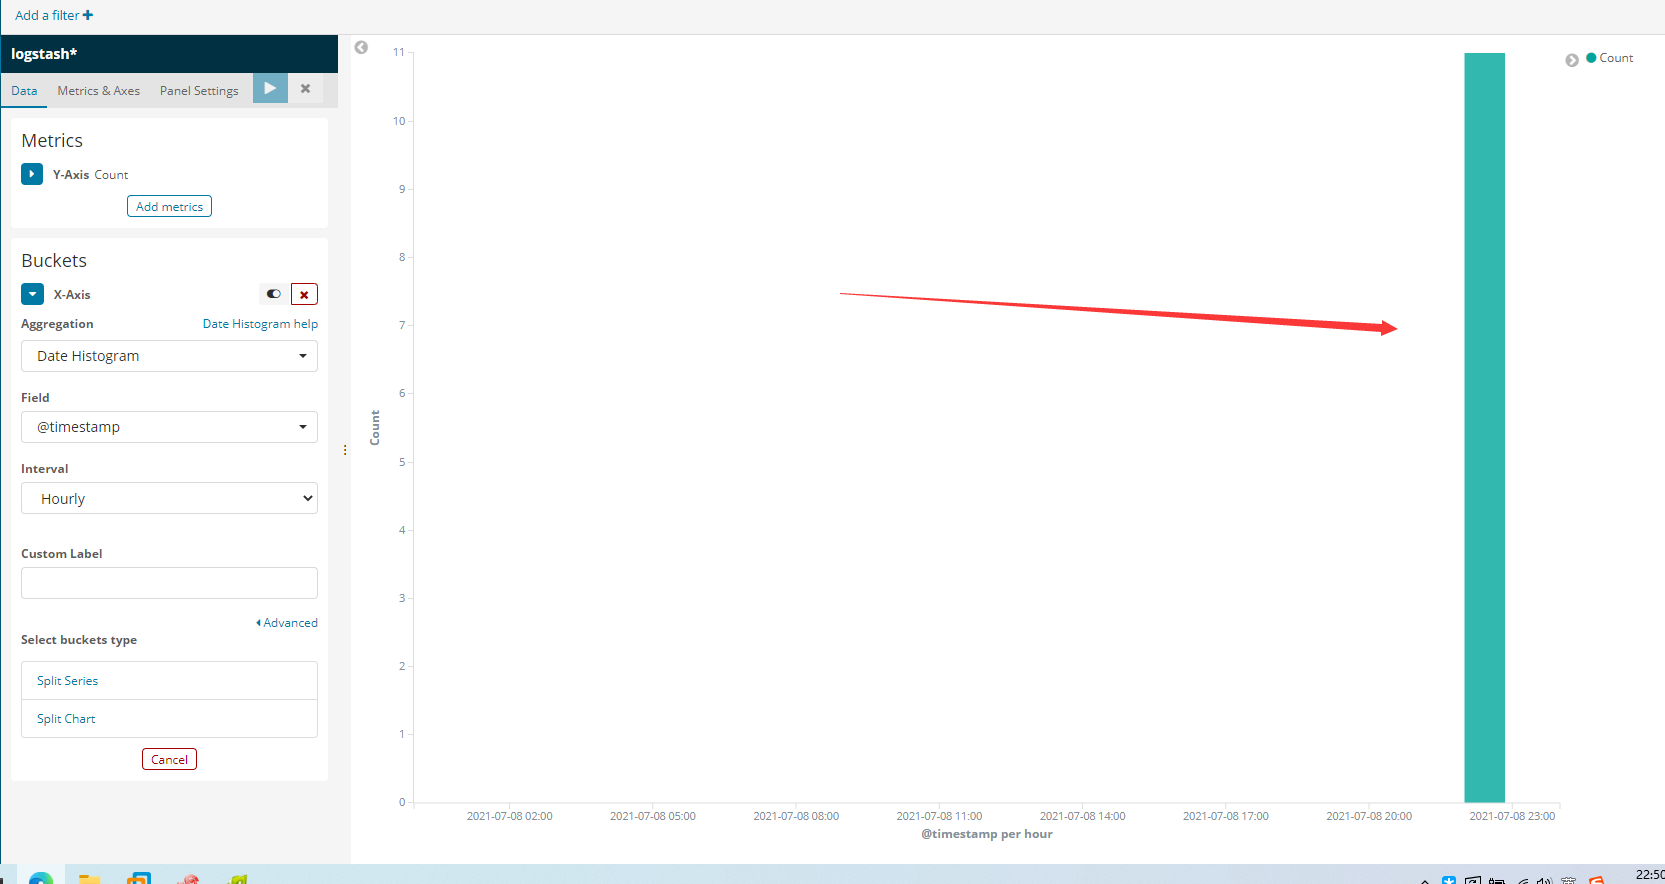 Add a filter
logstash*
Data Metrics & Axes Panel Settings
Metrics
Y-Axis Count
Add metrics
Buckets
X-Axis
Aggregation Date Histogram help
Date Histogram
Field
@timestamp
Interval
Hourly
Custom Label
Advanced
Select buckets type
Split Series
Split Chart
Cancel
Count
11
10
9
8
7
6
5
4
3
2
1
0
Count
2021-07-08 02:00 2021-07-08 05:00 2021-07-08 08:00 2021-07-08 11:00 2021-07-08 14:00 2021-07-08 17:00 2021-07-08 20:00 2021-07-08 23:00
@timestamp per hour
22:50